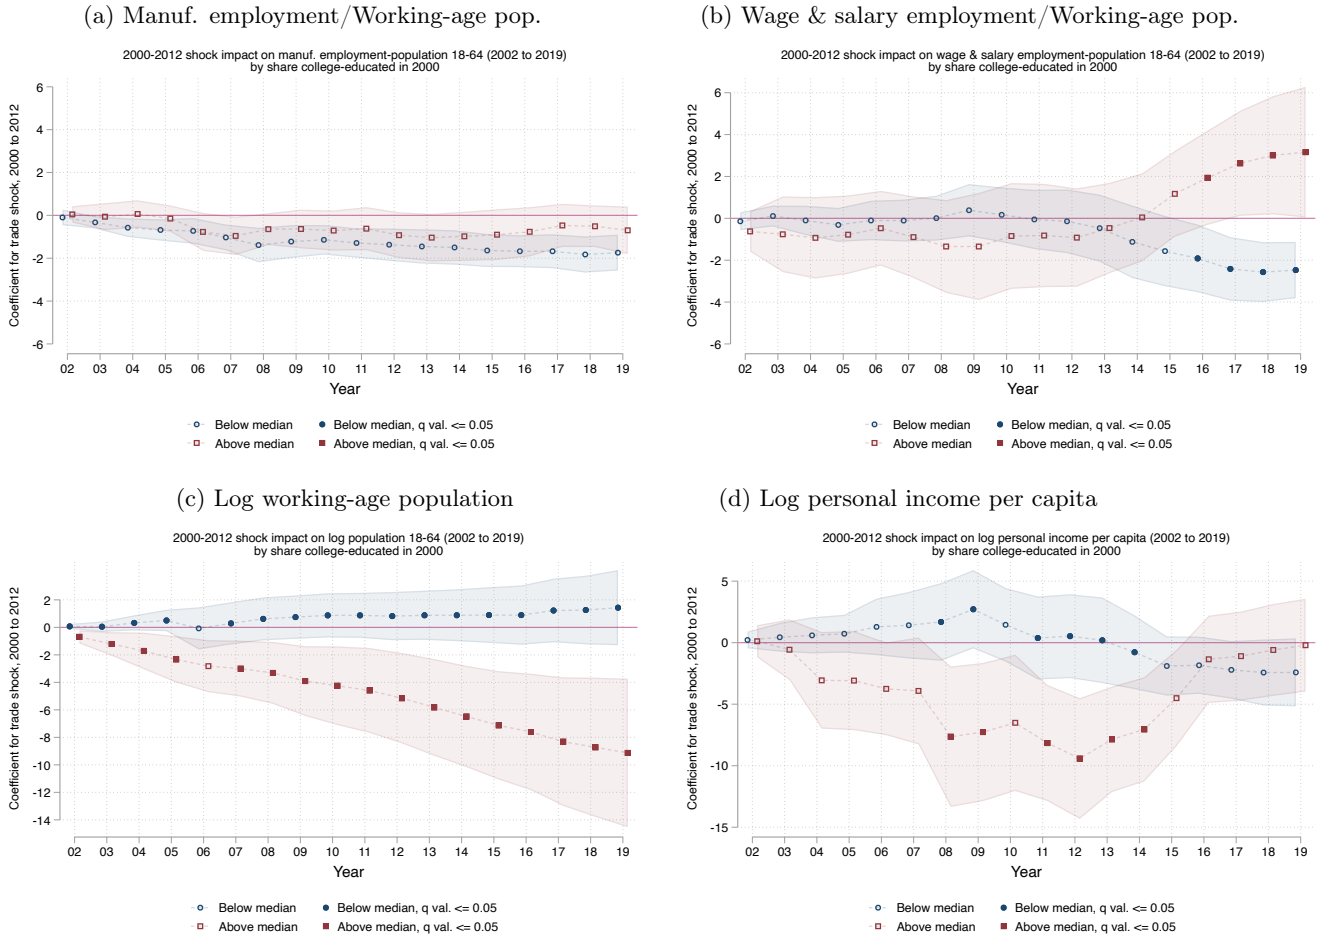 (a) Manuf. employment/Working-age pop.
2000-2012 shock impact on manuf. employment-population 18-64 (2002 to 2019)
by share college-educated in 2000
Coefficient for trade shock, 2000 to 2012
6
4
2
0
-2
-4
-6
02 03 04 05 06 07 08 09 10 11 12 13 14 15 16 17 18 19
Year
Below median
Below median, q val. <= 0.05
Above median
Above median, q val. <= 0.05
(b) Wage & salary employment/Working-age pop.
2000-2012 shock impact on wage & salary employment-population 18-64 (2002 to 2019)
by share college-educated in 2000
Coefficient for trade shock, 2000 to 2012
6
4
2
0
-2
-4
-6
02 03 04 05 06 07 08 09 10 11 12 13 14 15 16 17 18 19
Year
Below median
Below median, q val. <= 0.05
Above median
Above median, q val. <= 0.05
(c) Log working-age population
2000-2012 shock impact on log population 18-64 (2002 to 2019)
by share college-educated in 2000
Coefficient for trade shock, 2000 to 2012
2
0
-2
-4
-6
-8
-10
-12
-14
02 03 04 05 06 07 08 09 10 11 12 13 14 15 16 17 18 19
Year
Below median
Below median, q val. <= 0.05
Above median
Above median, q val. <= 0.05
(d) Log personal income per capita
2000-2012 shock impact on log personal income per capita (2002 to 2019)
by share college-educated in 2000
Coefficient for trade shock, 2000 to 2012
5
0
-5
-10
-15
02 03 04 05 06 07 08 09 10 11 12 13 14 15 16 17 18 19
Year
Below median
Below median, q val. <= 0.05
Above median
Above median, q val. <= 0.05